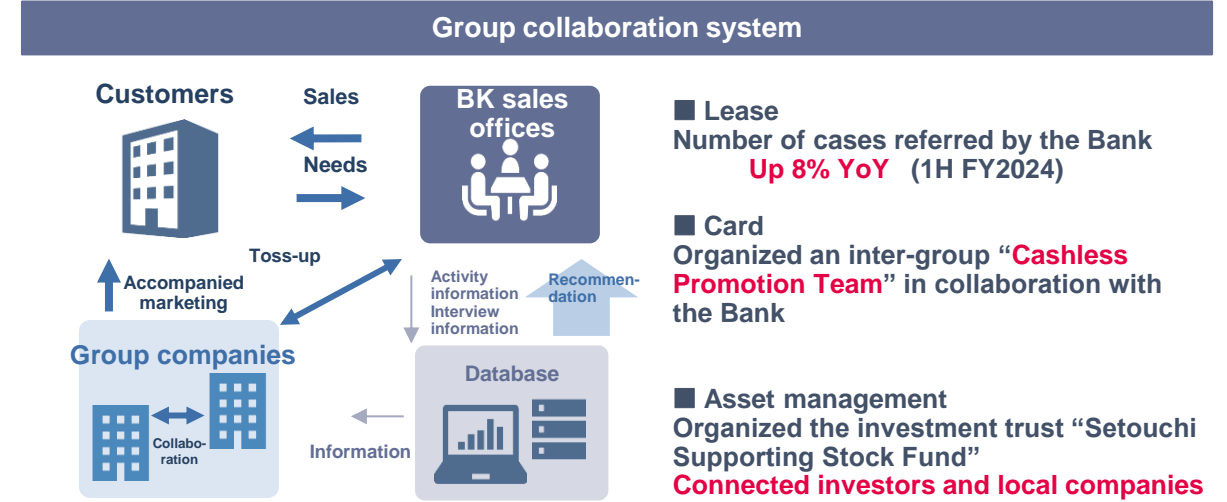 Group collaboration system
Customers
Sales
Needs
BK sales
offices
Toss-up
Accompanied
marketing
Activity
information
Interview
information
Recommen-
dation
Group companies
Collabo-
ration
Information
Database
■ Lease
Number of cases referred by the Bank
Up 8% YoY (1H FY2024)
■ Card
Organized an inter-group “Cashless
Promotion Team” in collaboration with
the Bank
■ Asset management
Organized the investment trust “Setouchi
Supporting Stock Fund”
Connected investors and local companies